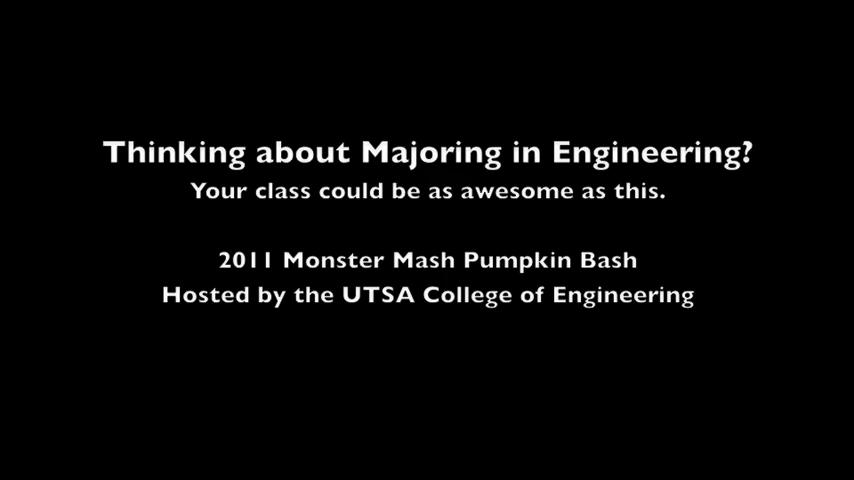 Thinking about Majoring in Engineering?
Your class could be as awesome as this.
2011 Monster Mash Pumpkin Bash
Hosted by the UTSA College of Engineering